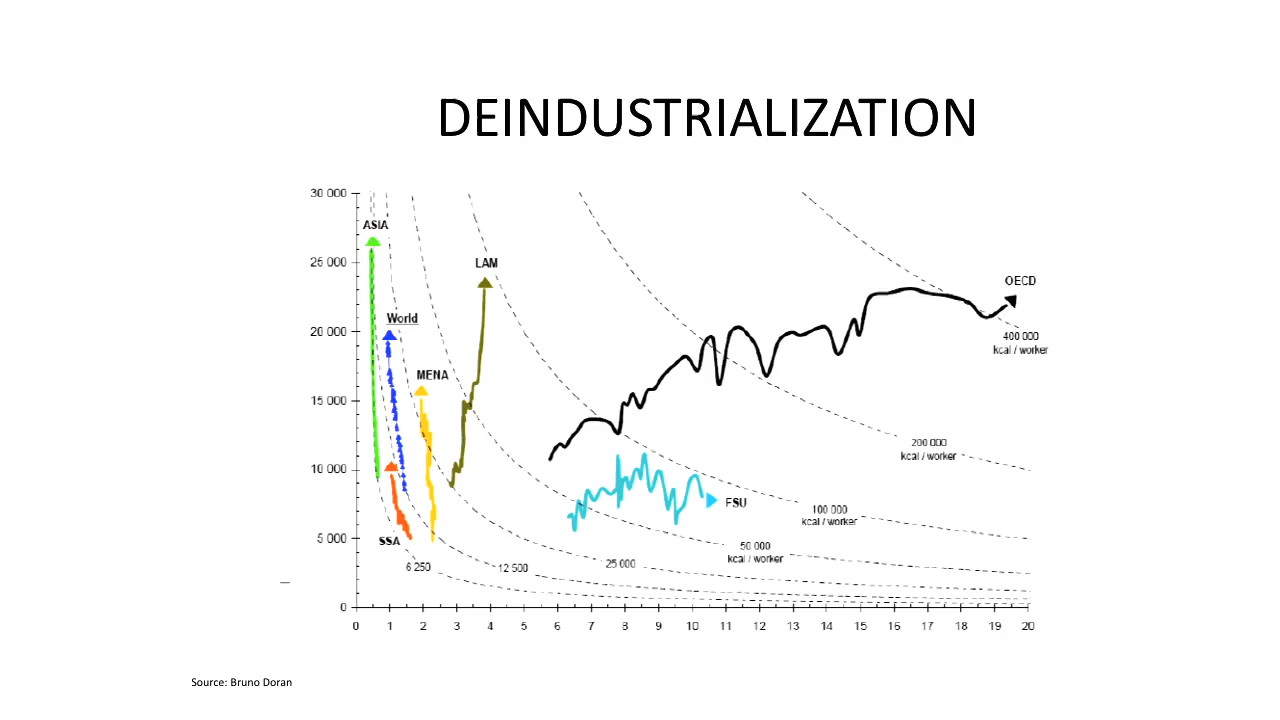 DEINDUSTRIALIZATION
30 000
ASIA
LAM
25 000
OECD
World
20 000
400 000
kcal / worker
MENA
15 000
200 000
kcal / worker
10 000
FSU
100 000
kcal / worker
5 000
SSA
50 000
kcal / worker
6 250
12 500
25 000
0
0 1 2 3 4 5 6 7 8 9 10 11 12 13 14 15 16 17 18 19 20
Source: Bruno Doran